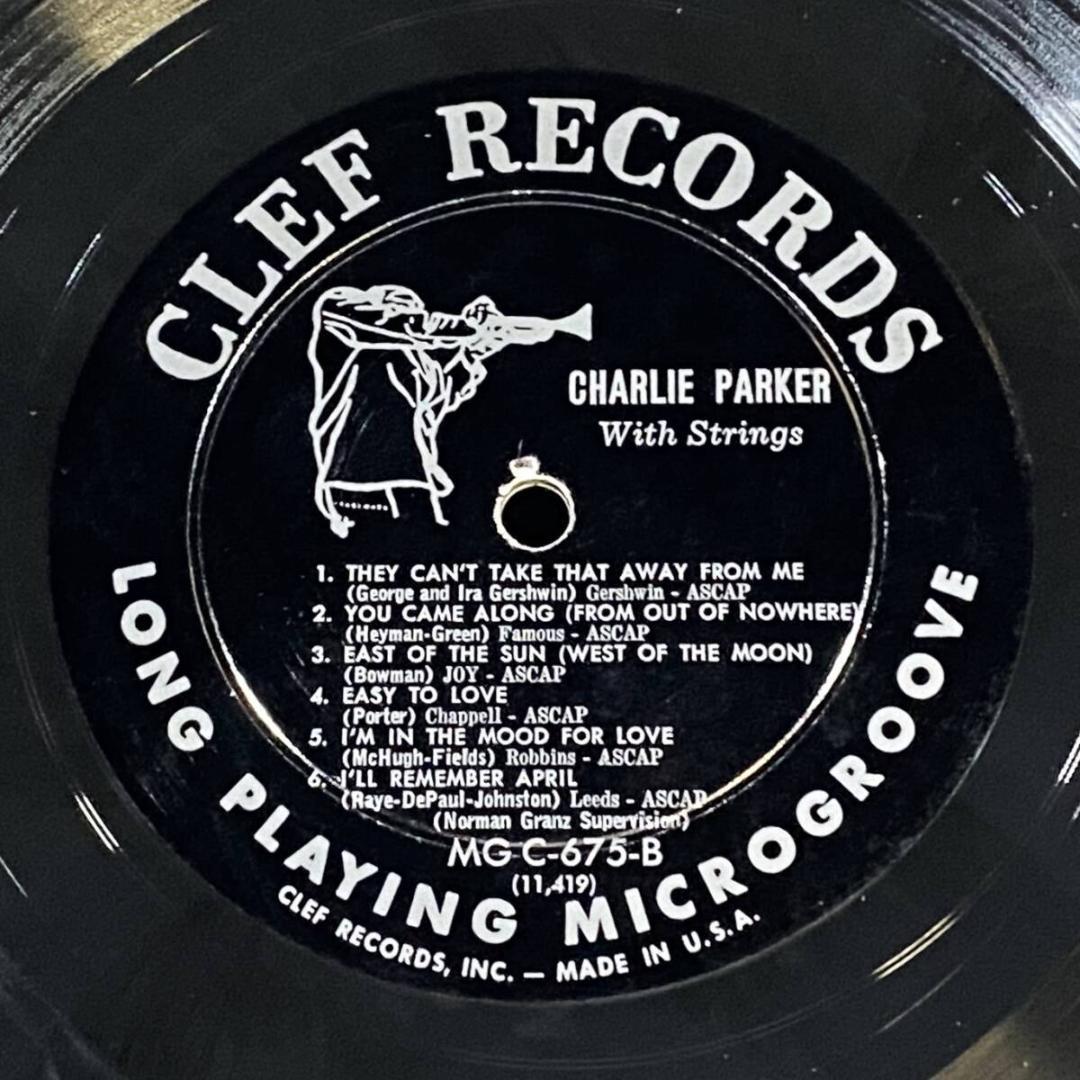 CLEF RECORDS
CHARLIE PARKER
With Strings
1. THEY CAN'T TAKE THAT AWAY FROM ME
(George and Ira Gershwin) Gershwin - ASCAP
2. YOU CAME ALONG (FROM OUT OF NOWHERE)
(Heyman-Green) Famous - ASCAP
3. EAST OF THE SUN (WEST OF THE MOON)
(Bowman) JOY - ASCAP
4. EASY TO LOVE
(Porter) Chappell - ASCAP
5. I'M IN THE MOOD FOR LOVE
(McHugh-Fields) Robbins - ASCAP
6. I'LL REMEMBER APRIL
(Raye-DePaul-Johnston) Leeds - ASCAP
(Norman Granz Supervision)
MG C-675-B
(11,419)
LONG PLAYING MICROGROOVE
CLEF RECORDS, INC. — MADE IN U.S.A.